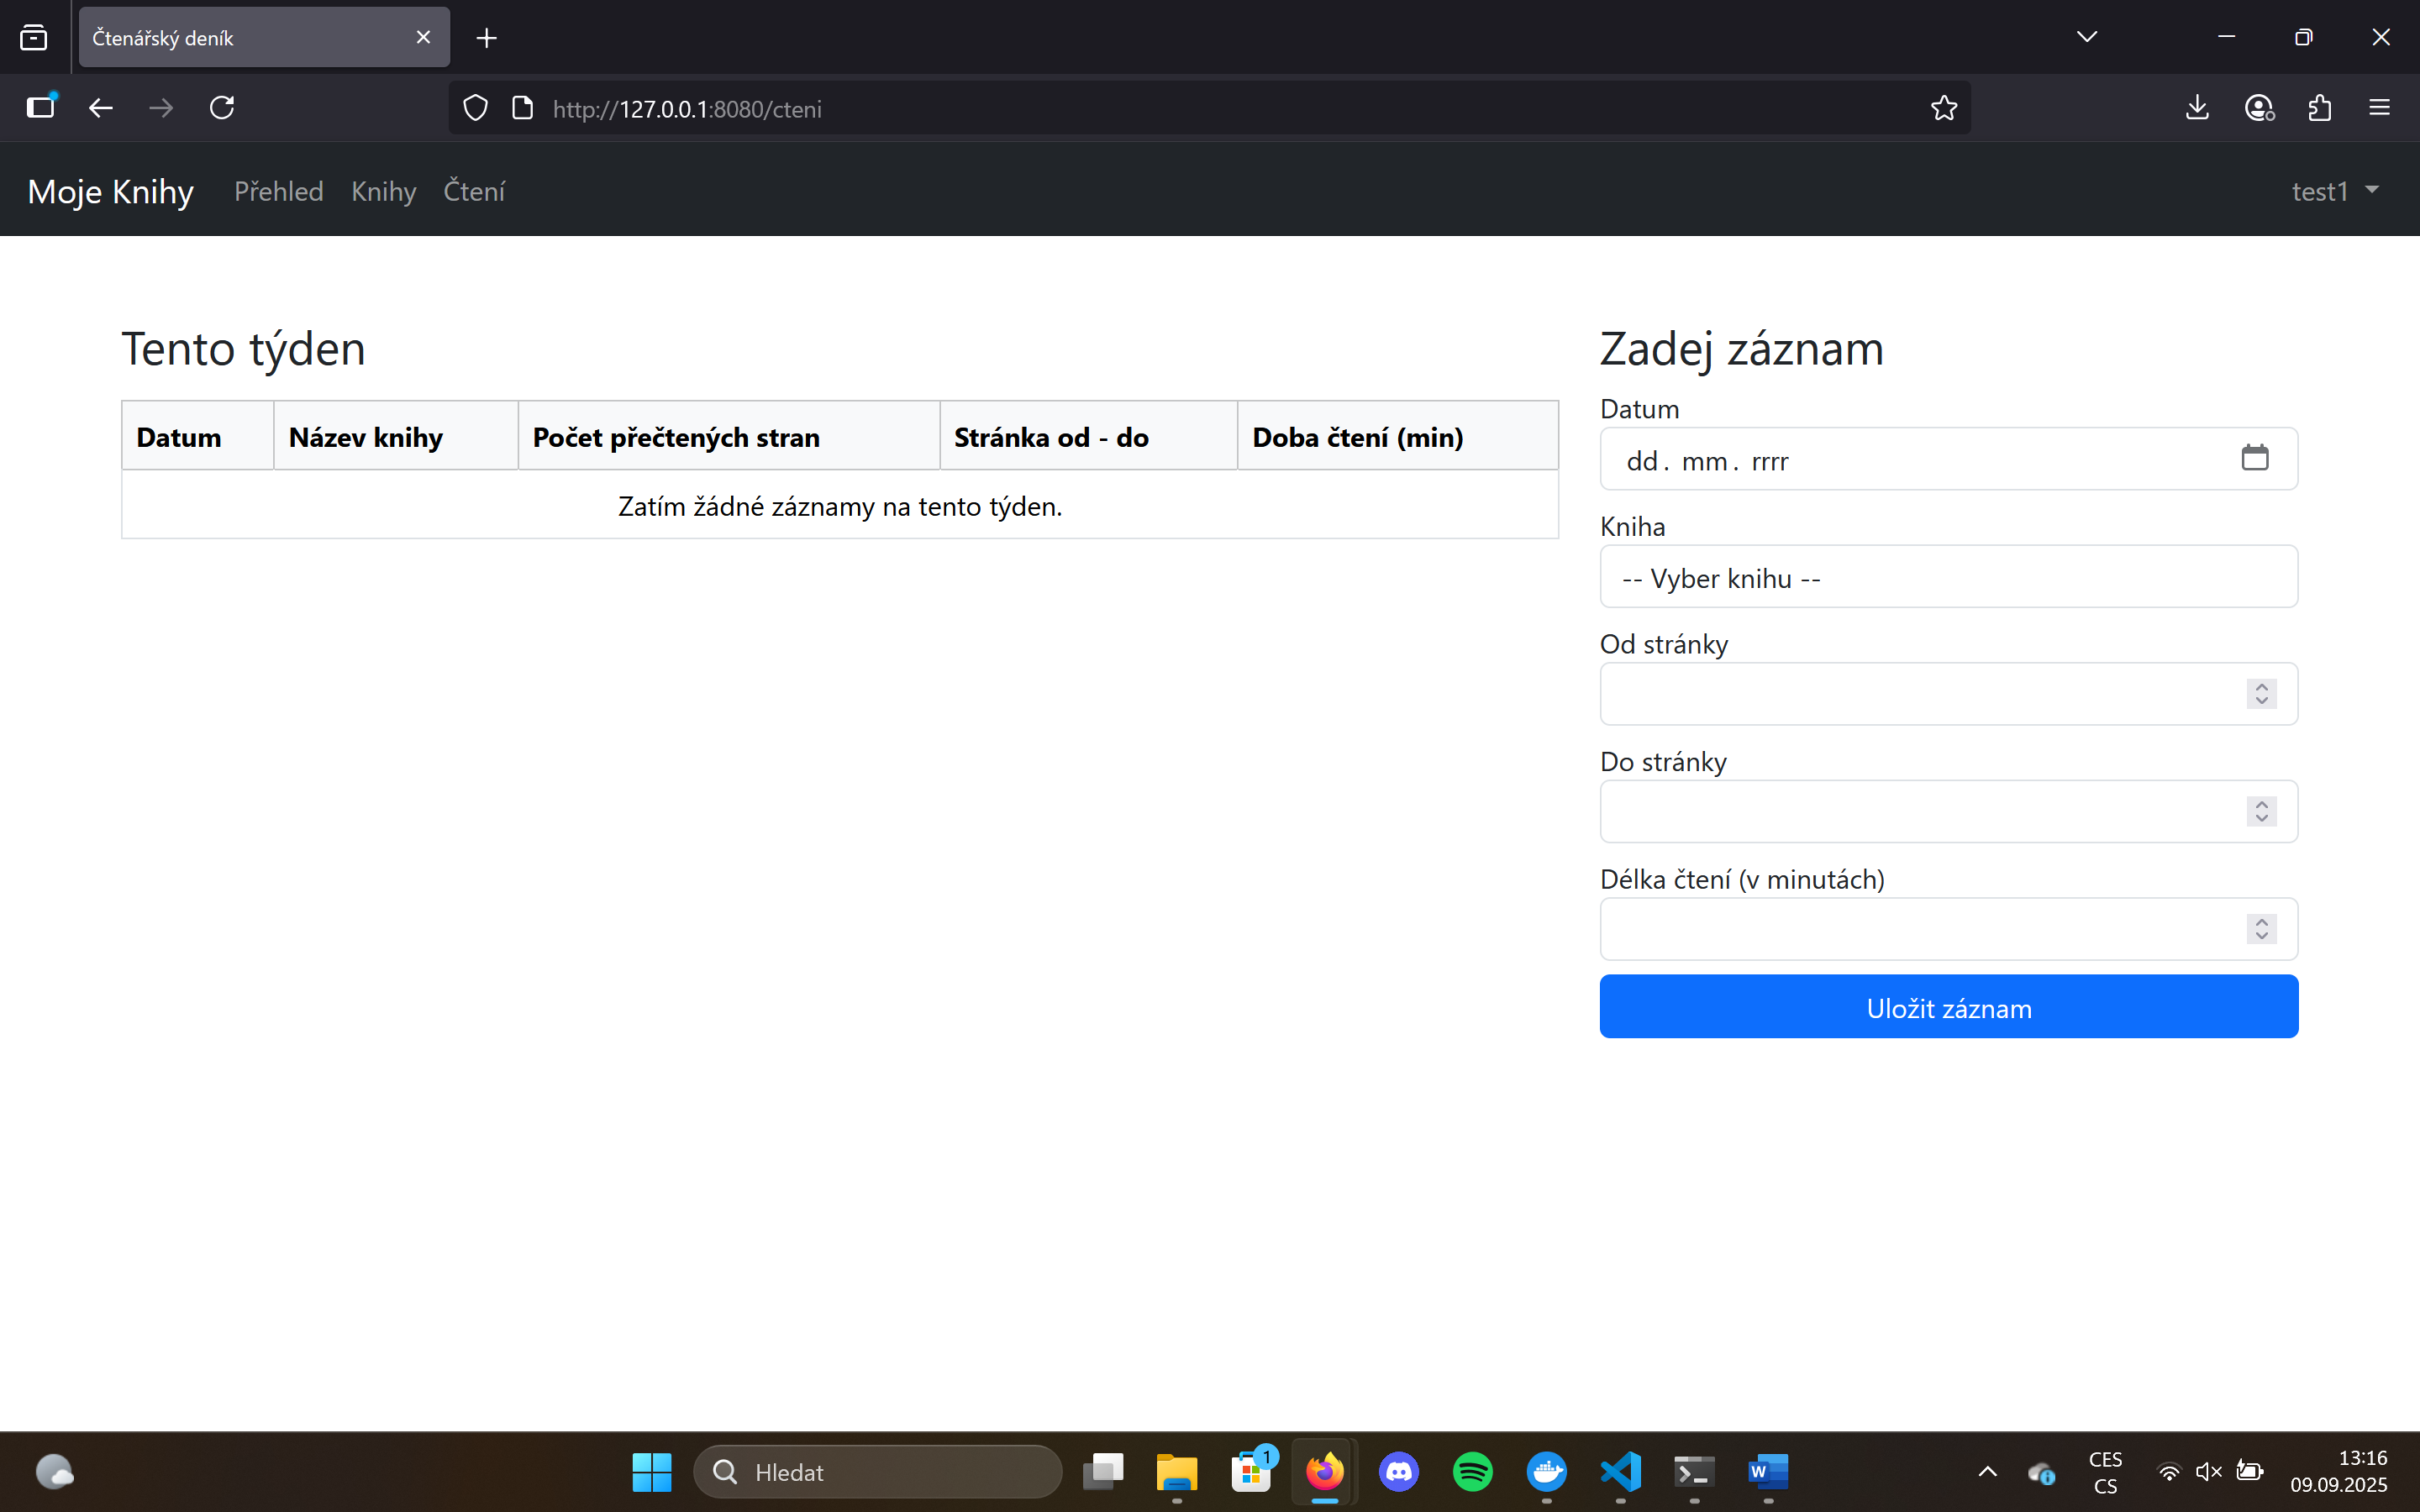 Čtenářský deník
http://127.0.0.1:8080/cteni
Moje Knihy Přehled Knihy Čtení test1
Tento týden
Datum Název knihy Počet přečtených stran Stránka od - do Doba čtení (min)
Zatím žádné záznamy na tento týden.
Zadej záznam
Datum
dd . mm . rrrr
Kniha
-- Vyber knihu --
Od stránky
Do stránky
Délka čtení (v minutách)
Uložit záznam
Hledat
1
W
CES
CS
13:16
09.09.2025